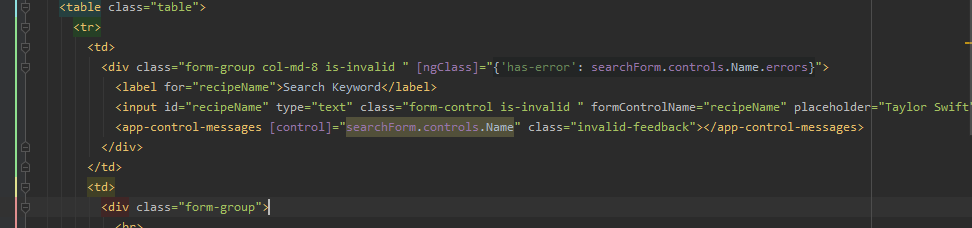 <table class="table">
<tr>
<td>
<div class="form-group col-md-8 is-invalid " [ngClass]="{'has-error': searchForm.controls.Name.errors}">
<label for="recipeName">Search Keyword</label>
<input id="recipeName" type="text" class="form-control is-invalid " formControlName="recipeName" placeholder="Taylor Swift"
<app-control-messages [control]="searchForm.controls.Name" class="invalid-feedback"></app-control-messages>
</div>
</td>
<td>
<div class="form-group">
<br>